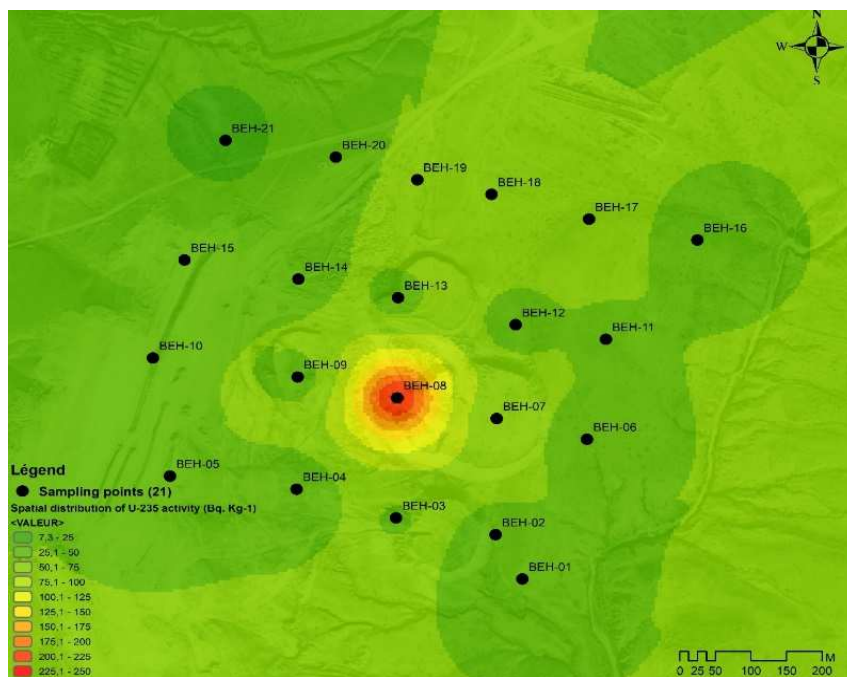 N
W
S
BEH-21
BEH-20
BEH-19
BEH-18
BEH-17
BEH-16
BEH-15
BEH-14
BEH-13
BEH-12
BEH-11
BEH-10
BEH-09
BEH-08
BEH-07
BEH-06
BEH-05
BEH-04
BEH-03
BEH-02
BEH-01
Légend
Sampling points (21)
Spatial distribution of U-235 activity (Bq. Kg-1)
<VALEUR>
7,3 - 25
25,1 - 50
50,1 - 75
75,1 - 100
100,1 - 125
125,1 - 150
150,1 - 175
175,1 - 200
200,1 - 225
225,1 - 250
M
0 25 50 100 150 200